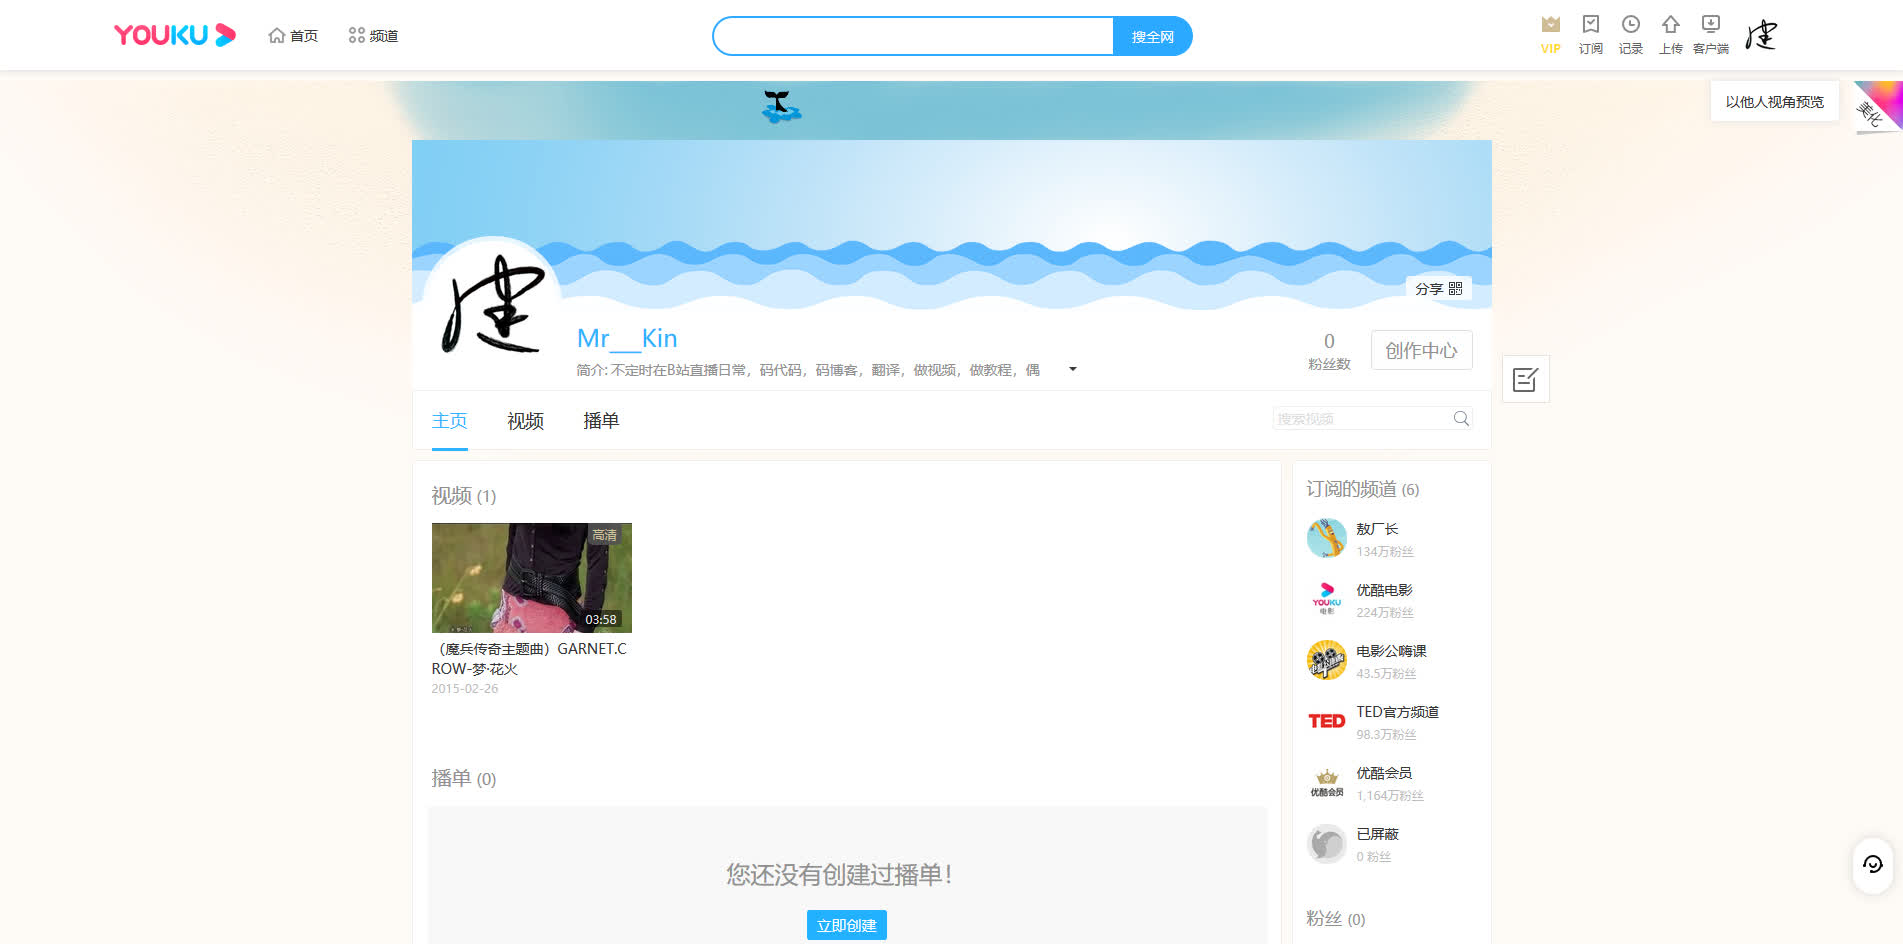 YOUKU
首页
频道
搜全网
VIP
订阅
记录
上传
客户端
以他人视角预览
美化
分享
Mr__Kin
简介: 不定时在B站直播日常，码代码，码博客，翻译，做视频，做教程，偶
0
粉丝数
创作中心
主页
视频
播单
搜索视频
视频 (1)
高清
03:58
（魔兵传奇主题曲）GARNET.C
ROW-梦·花火
2015-02-26
播单 (0)
您还没有创建过播单！
立即创建
订阅的频道 (6)
敖厂长
134万粉丝
YOUKU
电影
优酷电影
224万粉丝
电影公嗨课
43.5万粉丝
TED
TED官方频道
98.3万粉丝
优酷会员
优酷会员
1,164万粉丝
已屏蔽
0 粉丝
粉丝 (0)